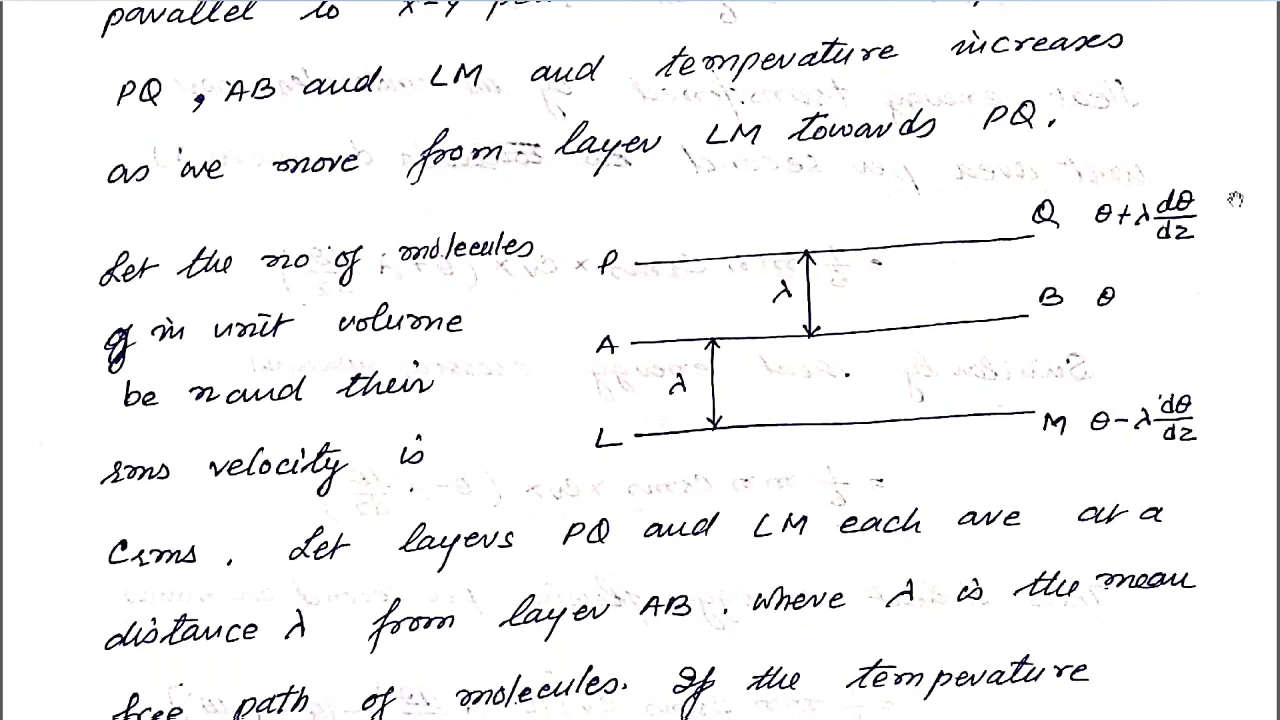 parallel to x-y
PQ, AB and LM and temperature increases
as we move from layer LM towards PQ.
Let the no of molecules
in unit volume
be n and their
rms velocity is
Crms. Let layers PQ and LM each are at a
distance λ from layer AB. where λ is the mean
free path of molecules. If the temperature
P Q θ+λ dθ/dz
λ
A B θ
λ
L M θ-λ dθ/dz